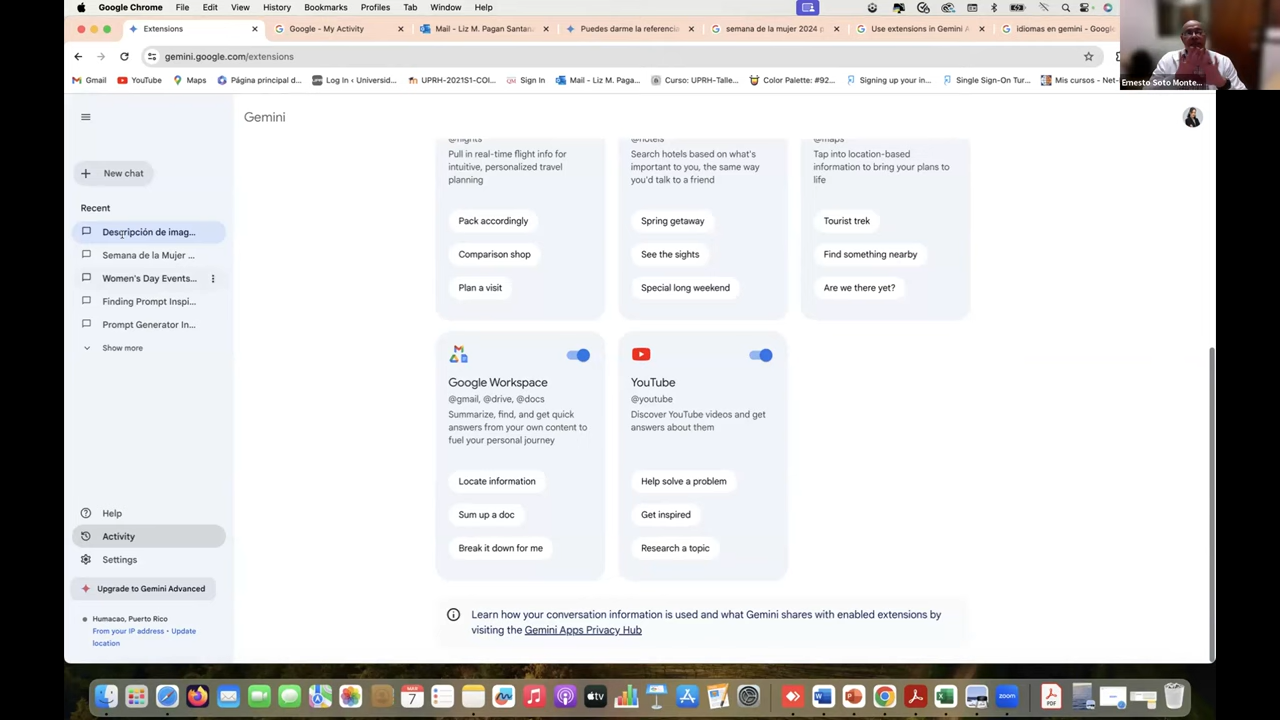 Google Chrome File Edit View History Bookmarks Profiles Tab Window Help
Extensions
Google - My Activity
Mail - Liz M. Pagan Santana
Puedes darme la referencia
semana de la mujer 2024 p
Use extensions in Gemini A
idiomas en gemini - Goog
gemini.google.com/extensions
Gmail
YouTube
Maps
Página principal d...
Log In ‹ Universid...
UPRH-2021S1-COI...
Sign In
Mail - Liz M. Paga...
Curso: UPRH-Talle...
Color Palette: #92...
Signing up your in...
Single Sign-On Tur...
Mis cursos - Net-
Ernesto Soto Monte...
Gemini
New chat
Recent
Descripción de imag...
Semana de la Mujer ...
Women's Day Events...
Finding Prompt Inspi...
Prompt Generator In...
Show more
Help
Activity
Settings
Upgrade to Gemini Advanced
Humacao, Puerto Rico
From your IP address • Update
location
@flights
Pull in real-time flight info for
intuitive, personalized travel
planning
Pack accordingly
Comparison shop
Plan a visit
@hotels
Search hotels based on what's
important to you, the same way
you'd talk to a friend
Spring getaway
See the sights
Special long weekend
@maps
Tap into location-based
information to bring your plans to
life
Tourist trek
Find something nearby
Are we there yet?
Google Workspace
@gmail, @drive, @docs
Summarize, find, and get quick
answers from your own content to
fuel your personal journey
Locate information
Sum up a doc
Break it down for me
YouTube
@youtube
Discover YouTube videos and get
answers about them
Help solve a problem
Get inspired
Research a topic
Learn how your conversation information is used and what Gemini shares with enabled extensions by
visiting the Gemini Apps Privacy Hub
MAR
7
tv
zoom
PDF